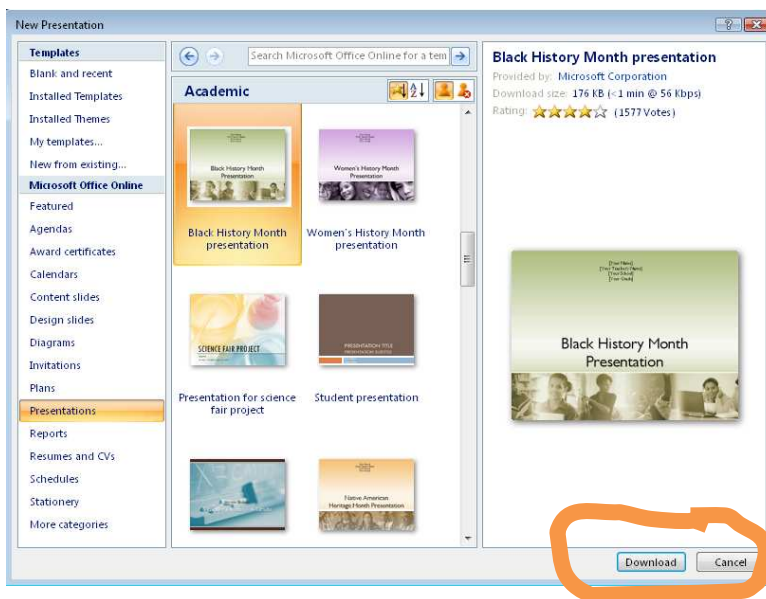 New Presentation
Templates
Blank and recent
Installed Templates
Installed Themes
My templates...
New from existing...
Microsoft Office Online
Featured
Agendas
Award certificates
Calendars
Content slides
Design slides
Diagrams
Invitations
Plans
Presentations
Reports
Resumes and CVs
Schedules
Stationery
More categories
Search Microsoft Office Online for a tem
Academic
Black History Month
Presentation
Black History Month
presentation
Women's History Month
Presentation
Women's History Month
presentation
SCIENCE FAIR PROJECT
Presentation for science
fair project
PRESENTATION TITLE
Student presentation
Native American
Heritage Month Presentation
Black History Month presentation
Provided by: Microsoft Corporation
Download size: 176 KB (<1 min @ 56 Kbps)
Rating: (1577 Votes)
[Your Name]
[Your Teacher's Name]
[Your School]
Black History Month
Presentation
Download
Cancel